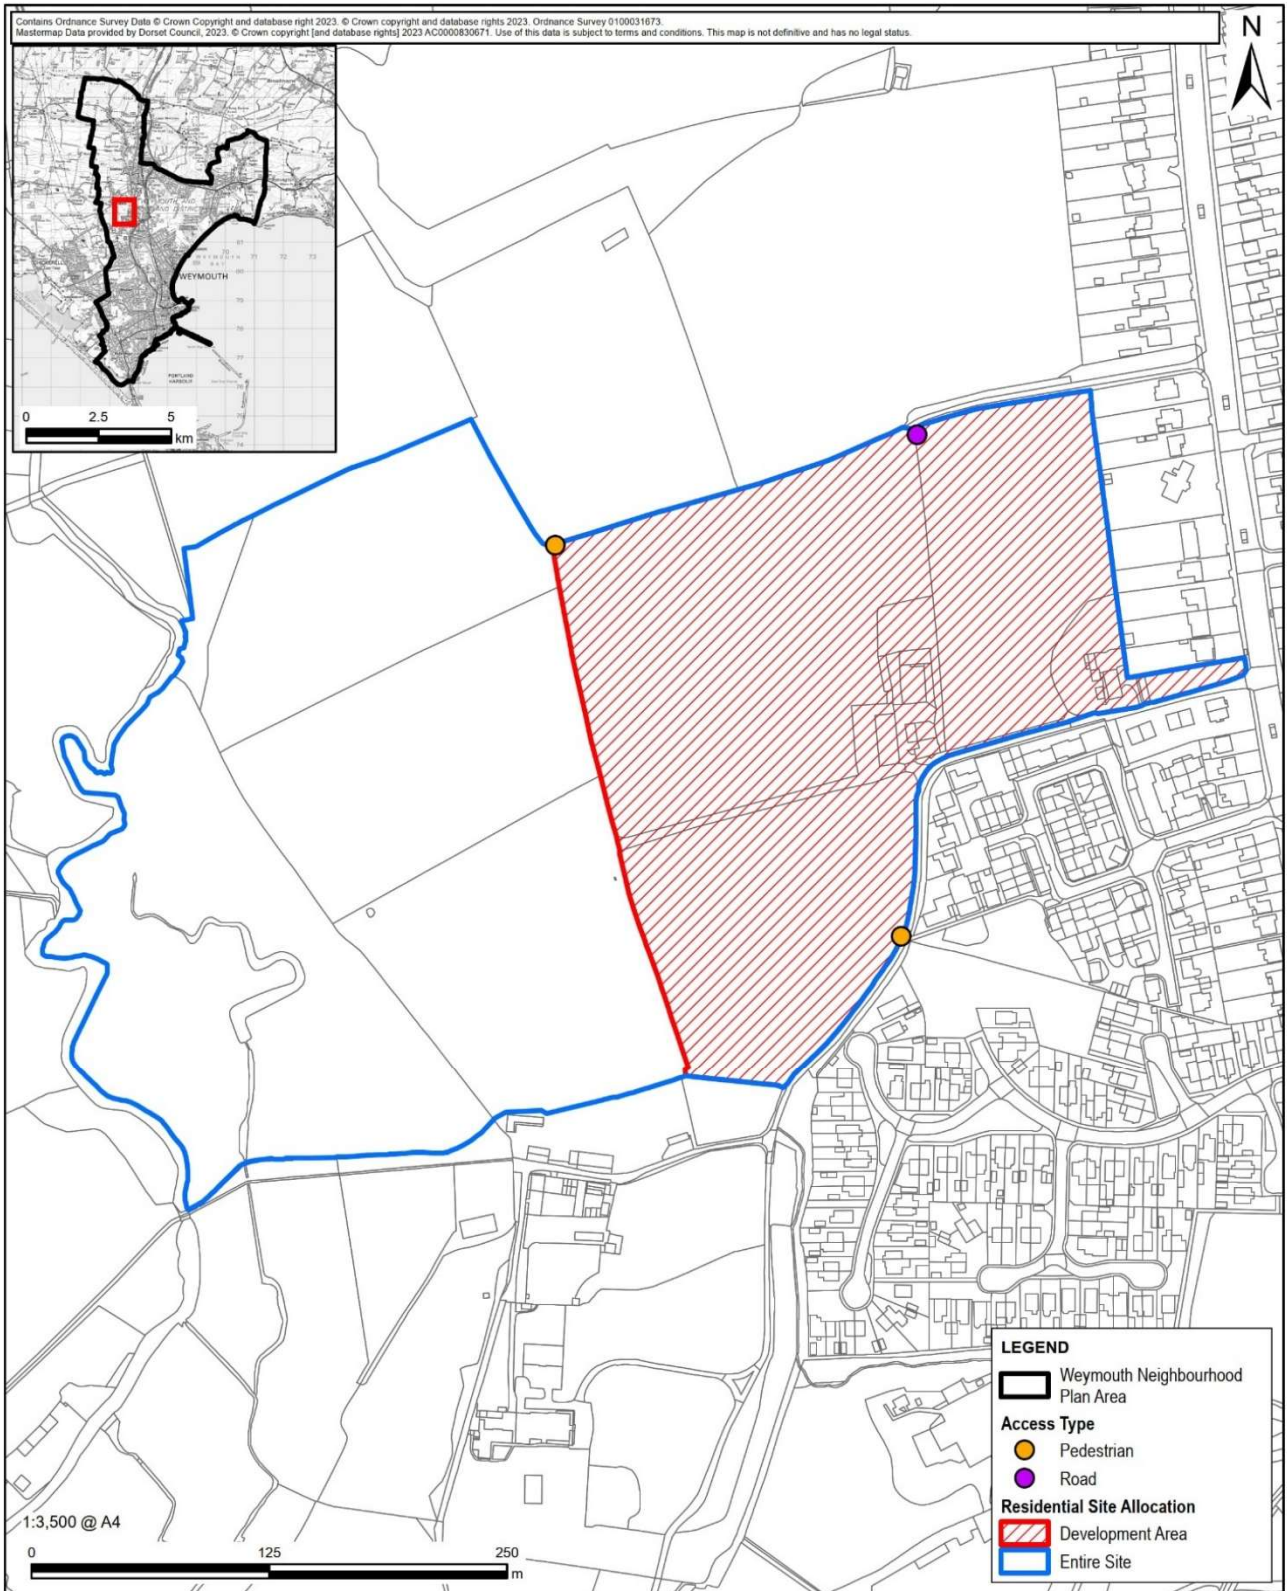 Contains Ordnance Survey Data © Crown Copyright and database right 2023. © Crown copyright and database rights 2023. Ordnance Survey 0100031673.
Mastermap Data provided by Dorset Council, 2023. © Crown copyright [and database rights] 2023 AC0000830671. Use of this data is subject to terms and conditions. This map is not definitive and has no legal status.
N
WEYMOUTH
PORTLAND
HARBOUR
0 2.5 5
km
LEGEND
Weymouth Neighbourhood
Plan Area
Access Type
Pedestrian
Road
Residential Site Allocation
Development Area
Entire Site
1:3,500 @ A4
0 125 250
m